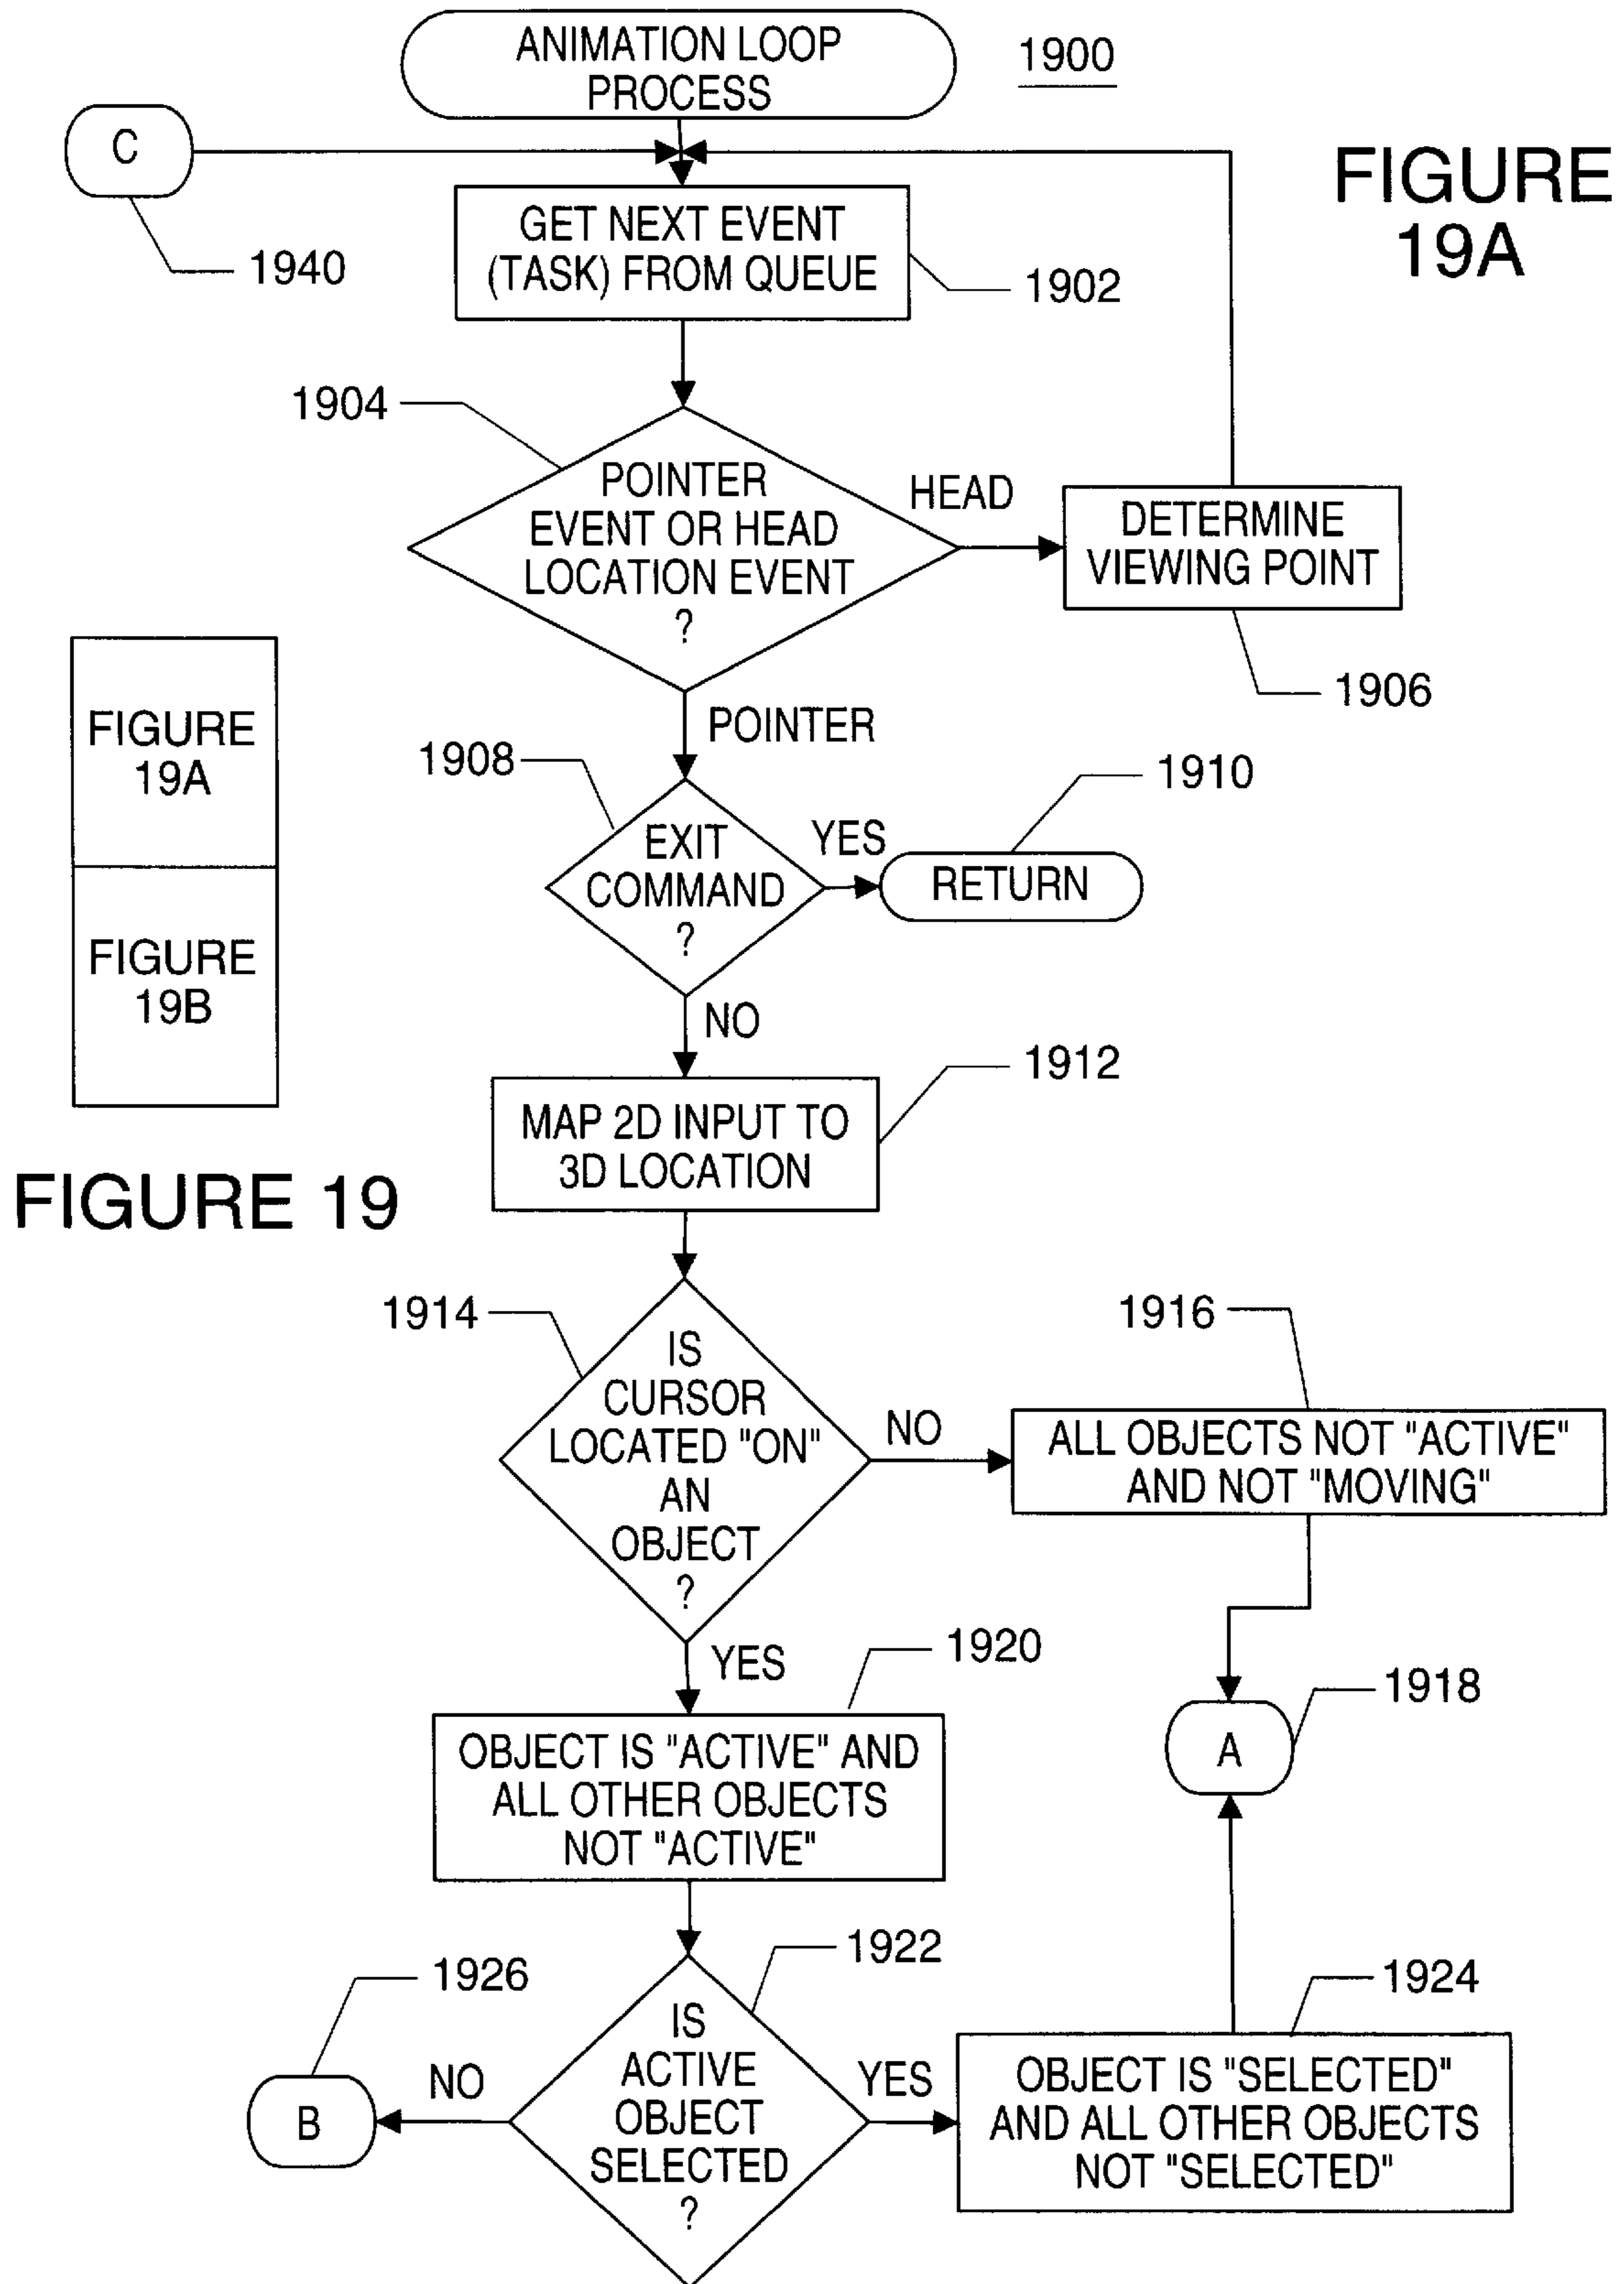 ANIMATION LOOP
PROCESS
1900
C
FIGURE
19A
GET NEXT EVENT
(TASK) FROM QUEUE
1940
1902
1904
POINTER
EVENT OR HEAD
LOCATION EVENT
?
HEAD
DETERMINE
VIEWING POINT
1906
POINTER
FIGURE
19A
FIGURE
19B
FIGURE 19
1908
EXIT
COMMAND
?
YES
1910
RETURN
NO
1912
MAP 2D INPUT TO
3D LOCATION
1914
IS
CURSOR
LOCATED "ON"
AN
OBJECT
?
NO
1916
ALL OBJECTS NOT "ACTIVE"
AND NOT "MOVING"
YES
1920
1918
A
OBJECT IS "ACTIVE" AND
ALL OTHER OBJECTS
NOT "ACTIVE"
1922
1926
B
NO
IS
ACTIVE
OBJECT
SELECTED
?
YES
1924
OBJECT IS "SELECTED"
AND ALL OTHER OBJECTS
NOT "SELECTED"